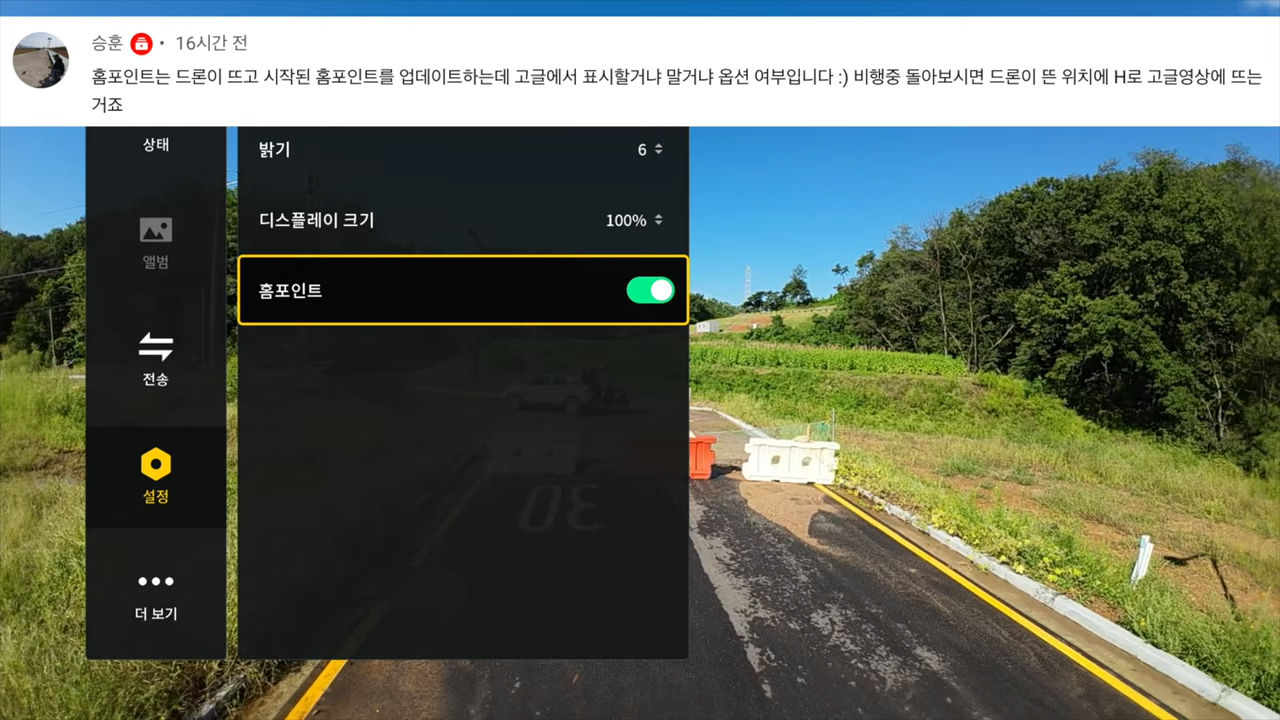 승훈 • 16시간 전
홈포인트는 드론이 뜨고 시작된 홈포인트를 업데이트하는데 고글에서 표시할거냐 말거냐 옵션 여부입니다 :) 비행중 돌아보시면 드론이 뜬 위치에 H로 고글영상에 뜨는
거죠
상태
밝기 6
디스플레이 크기 100%
앨범
홈포인트
전송
설정
더 보기
30